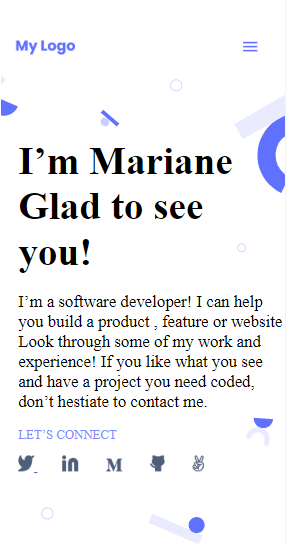 My Logo
I’m Mariane
Glad to see
you!
I’m a software developer! I can help
you build a product , feature or website
Look through some of my work and
experience! If you like what you see
and have a project you need coded,
don’t hestiate to contact me.
LET’S CONNECT